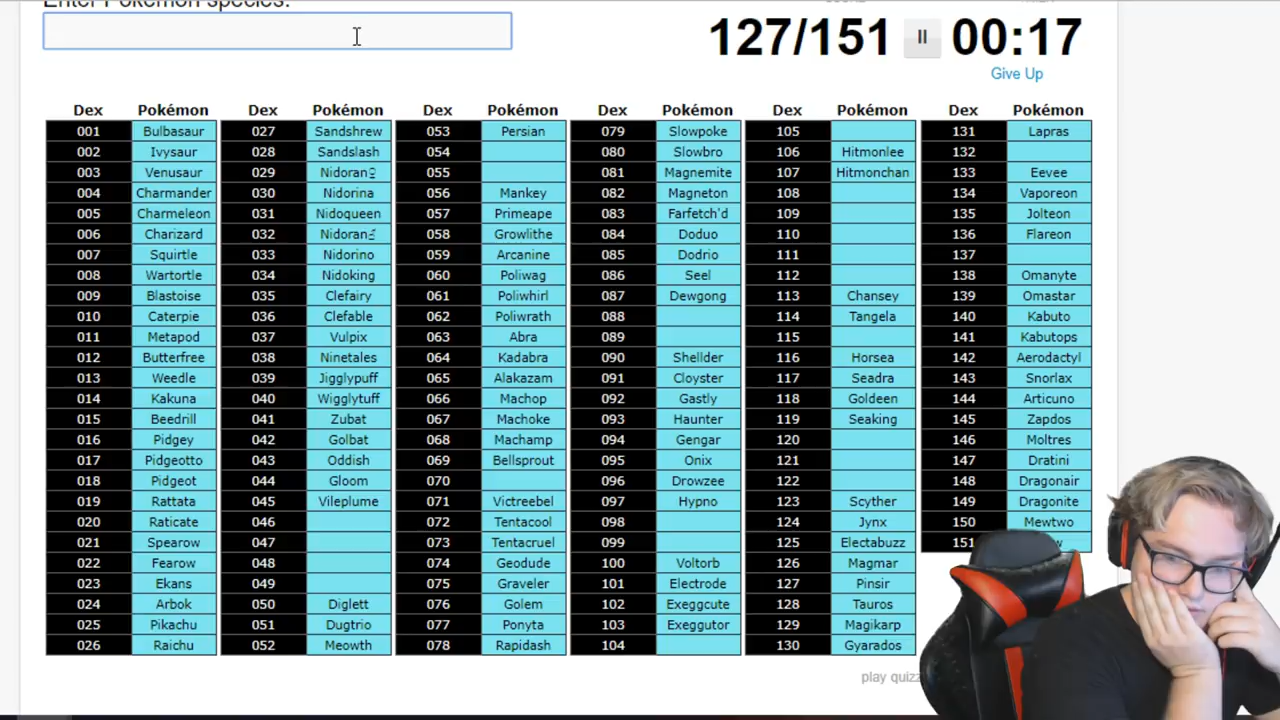 Enter Pokémon species:
127/151 00:17
Give Up
Dex Pokémon Dex Pokémon Dex Pokémon Dex Pokémon Dex Pokémon Dex Pokémon
001 Bulbasaur 027 Sandshrew 053 Persian 079 Slowpoke 105 131 Lapras
002 Ivysaur 028 Sandslash 054 080 Slowbro 106 Hitmonlee 132
003 Venusaur 029 Nidoran♀ 055 081 Magnemite 107 Hitmonchan 133 Eevee
004 Charmander 030 Nidorina 056 Mankey 082 Magneton 108 134 Vaporeon
005 Charmeleon 031 Nidoqueen 057 Primeape 083 Farfetch'd 109 135 Jolteon
006 Charizard 032 Nidoran♂ 058 Growlithe 084 Doduo 110 136 Flareon
007 Squirtle 033 Nidorino 059 Arcanine 085 Dodrio 111 137
008 Wartortle 034 Nidoking 060 Poliwag 086 Seel 112 138 Omanyte
009 Blastoise 035 Clefairy 061 Poliwhirl 087 Dewgong 113 Chansey 139 Omastar
010 Caterpie 036 Clefable 062 Poliwrath 088 114 Tangela 140 Kabuto
011 Metapod 037 Vulpix 063 Abra 089 115 141 Kabutops
012 Butterfree 038 Ninetales 064 Kadabra 090 Shellder 116 Horsea 142 Aerodactyl
013 Weedle 039 Jigglypuff 065 Alakazam 091 Cloyster 117 Seadra 143 Snorlax
014 Kakuna 040 Wigglytuff 066 Machop 092 Gastly 118 Goldeen 144 Articuno
015 Beedrill 041 Zubat 067 Machoke 093 Haunter 119 Seaking 145 Zapdos
016 Pidgey 042 Golbat 068 Machamp 094 Gengar 120 146 Moltres
017 Pidgeotto 043 Oddish 069 Bellsprout 095 Onix 121 147 Dratini
018 Pidgeot 044 Gloom 070 096 Drowzee 122 148 Dragonair
019 Rattata 045 Vileplume 071 Victreebel 097 Hypno 123 Scyther 149 Dragonite
020 Raticate 046 072 Tentacool 098 124 Jynx 150 Mewtwo
021 Spearow 047 073 Tentacruel 099 125 Electabuzz 151
022 Fearow 048 074 Geodude 100 Voltorb 126 Magmar
023 Ekans 049 075 Graveler 101 Electrode 127 Pinsir
024 Arbok 050 Diglett 076 Golem 102 Exeggcute 128 Tauros
025 Pikachu 051 Dugtrio 077 Ponyta 103 Exeggutor 129 Magikarp
026 Raichu 052 Meowth 078 Rapidash 104 130 Gyarados
play quizz